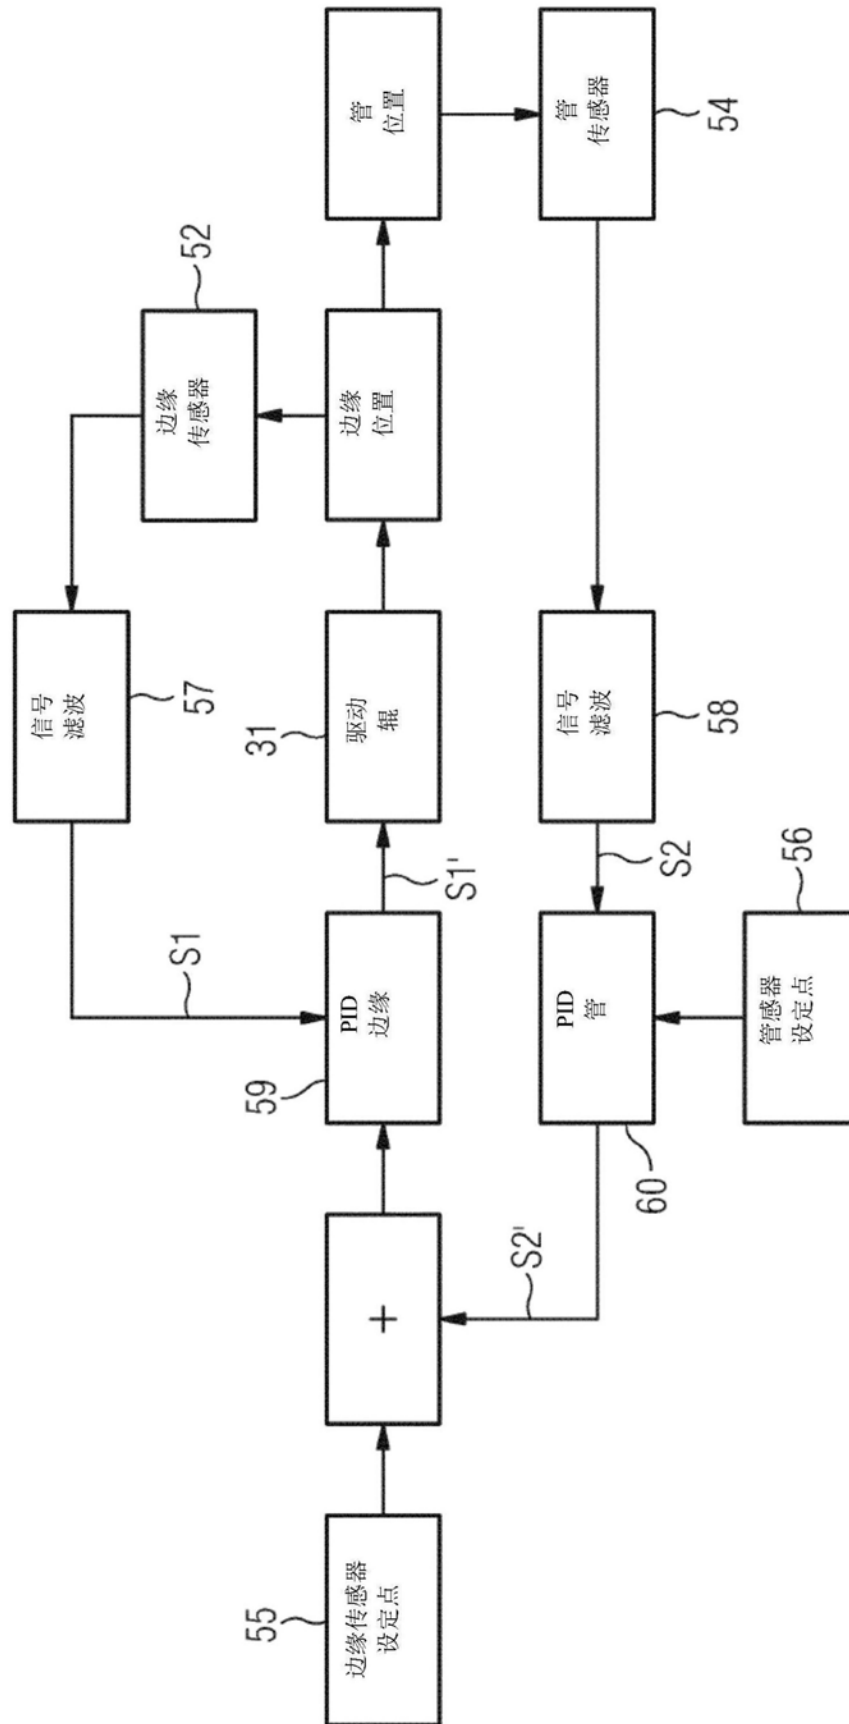 信号
滤波
边缘
传感器
52
57
S1
55
59
31
边缘传感器
设定点
+
PID
边缘
驱动
辊
边缘
位置
管
位置
S1'
S2'
PID
管
信号
滤波
管
传感器
60
S2
58
54
56
管感器
设定点